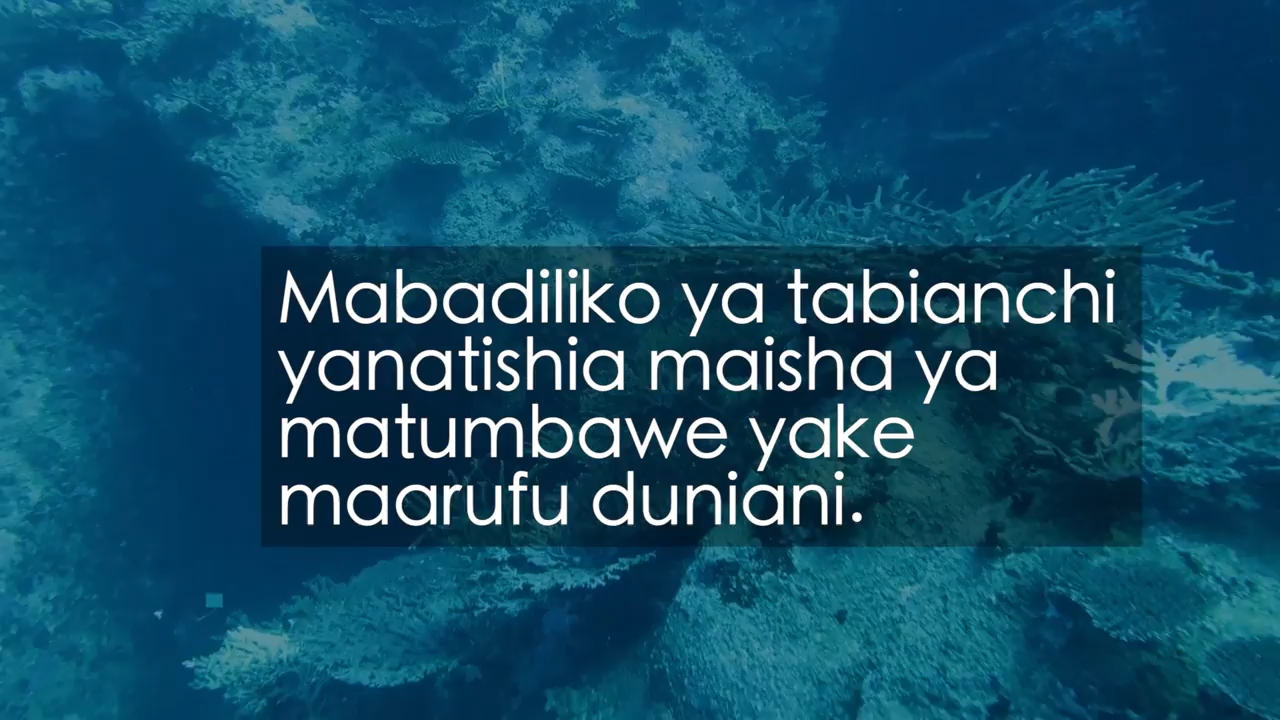 Mabadiliko ya tabianchi
yanatishia maisha ya
matumbawe yake
maarufu duniani.